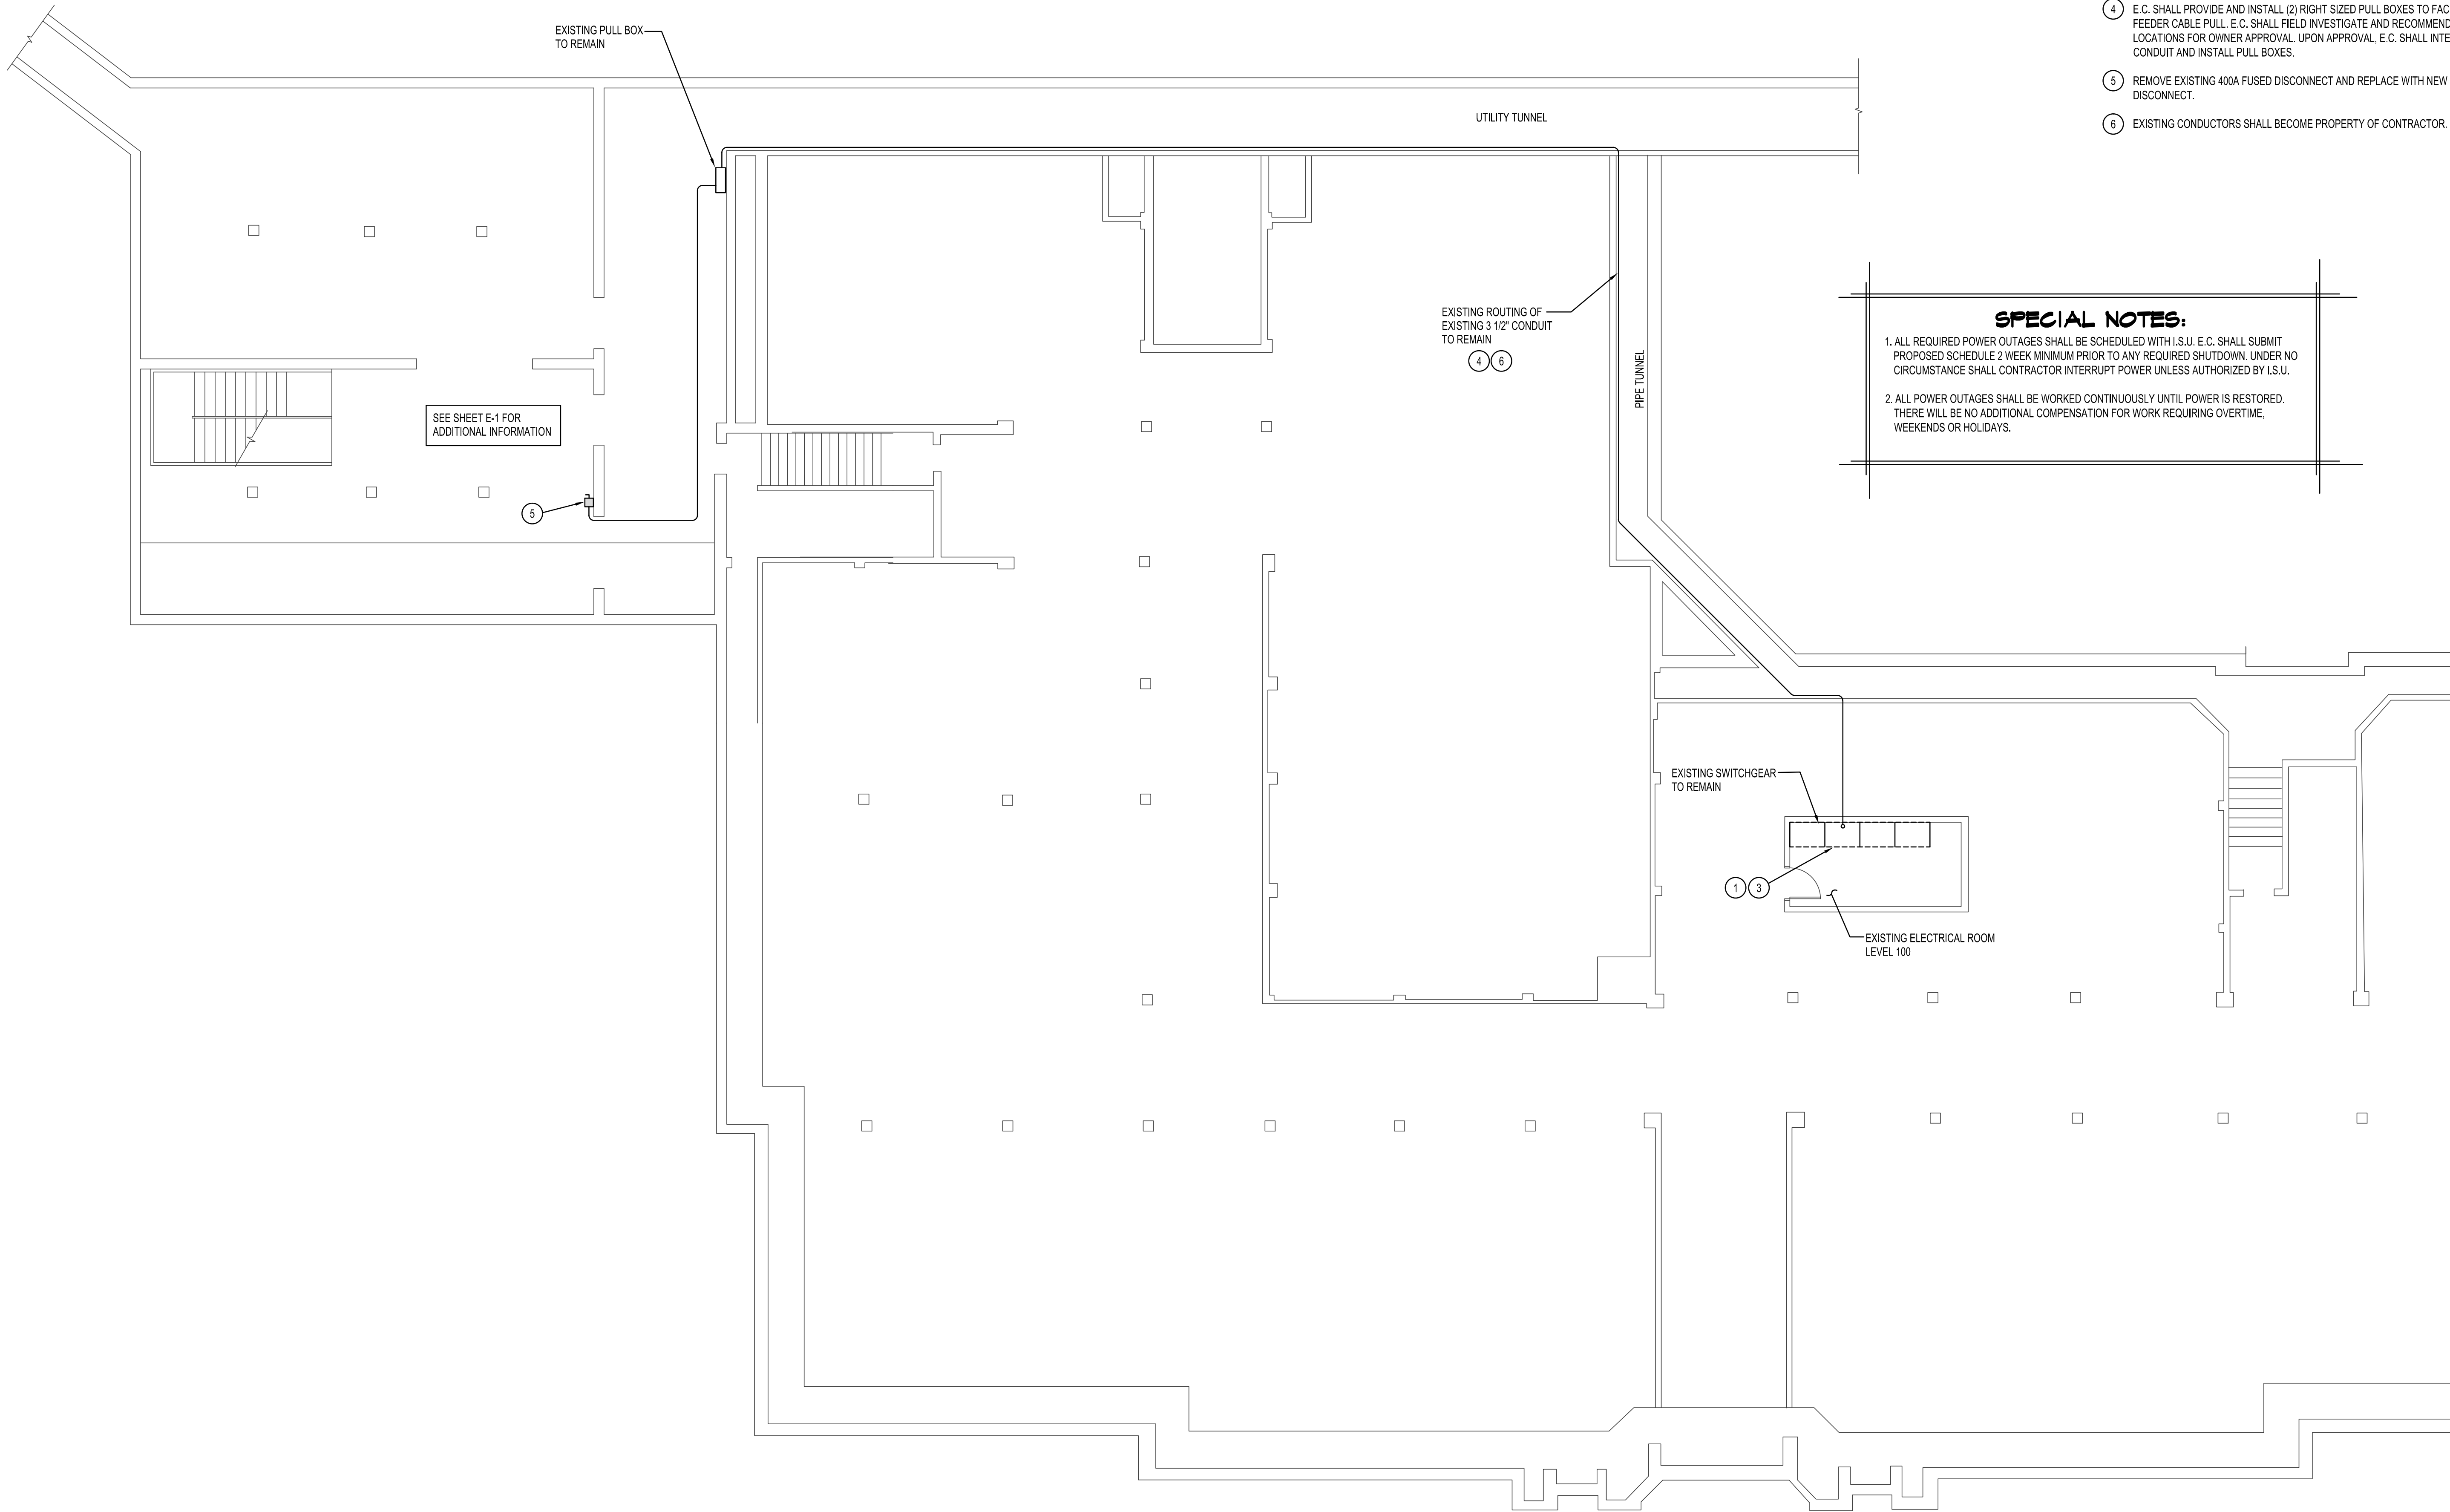 4 E.C. SHALL PROVIDE AND INSTALL (2) RIGHT SIZED PULL BOXES TO FAC
FEEDER CABLE PULL. E.C. SHALL FIELD INVESTIGATE AND RECOMMEND
LOCATIONS FOR OWNER APPROVAL. UPON APPROVAL, E.C. SHALL INTE
CONDUIT AND INSTALL PULL BOXES.
5 REMOVE EXISTING 400A FUSED DISCONNECT AND REPLACE WITH NEW
DISCONNECT.
6 EXISTING CONDUCTORS SHALL BECOME PROPERTY OF CONTRACTOR.
EXISTING PULL BOX
TO REMAIN
UTILITY TUNNEL
EXISTING ROUTING OF
EXISTING 3 1/2" CONDUIT
TO REMAIN
4 6
PIPE TUNNEL
SPECIAL NOTES:
1. ALL REQUIRED POWER OUTAGES SHALL BE SCHEDULED WITH I.S.U. E.C. SHALL SUBMIT
PROPOSED SCHEDULE 2 WEEK MINIMUM PRIOR TO ANY REQUIRED SHUTDOWN. UNDER NO
CIRCUMSTANCE SHALL CONTRACTOR INTERRUPT POWER UNLESS AUTHORIZED BY I.S.U.
2. ALL POWER OUTAGES SHALL BE WORKED CONTINUOUSLY UNTIL POWER IS RESTORED.
THERE WILL BE NO ADDITIONAL COMPENSATION FOR WORK REQUIRING OVERTIME,
WEEKENDS OR HOLIDAYS.
SEE SHEET E-1 FOR
ADDITIONAL INFORMATION
5
EXISTING SWITCHGEAR
TO REMAIN
1 3
EXISTING ELECTRICAL ROOM
LEVEL 100